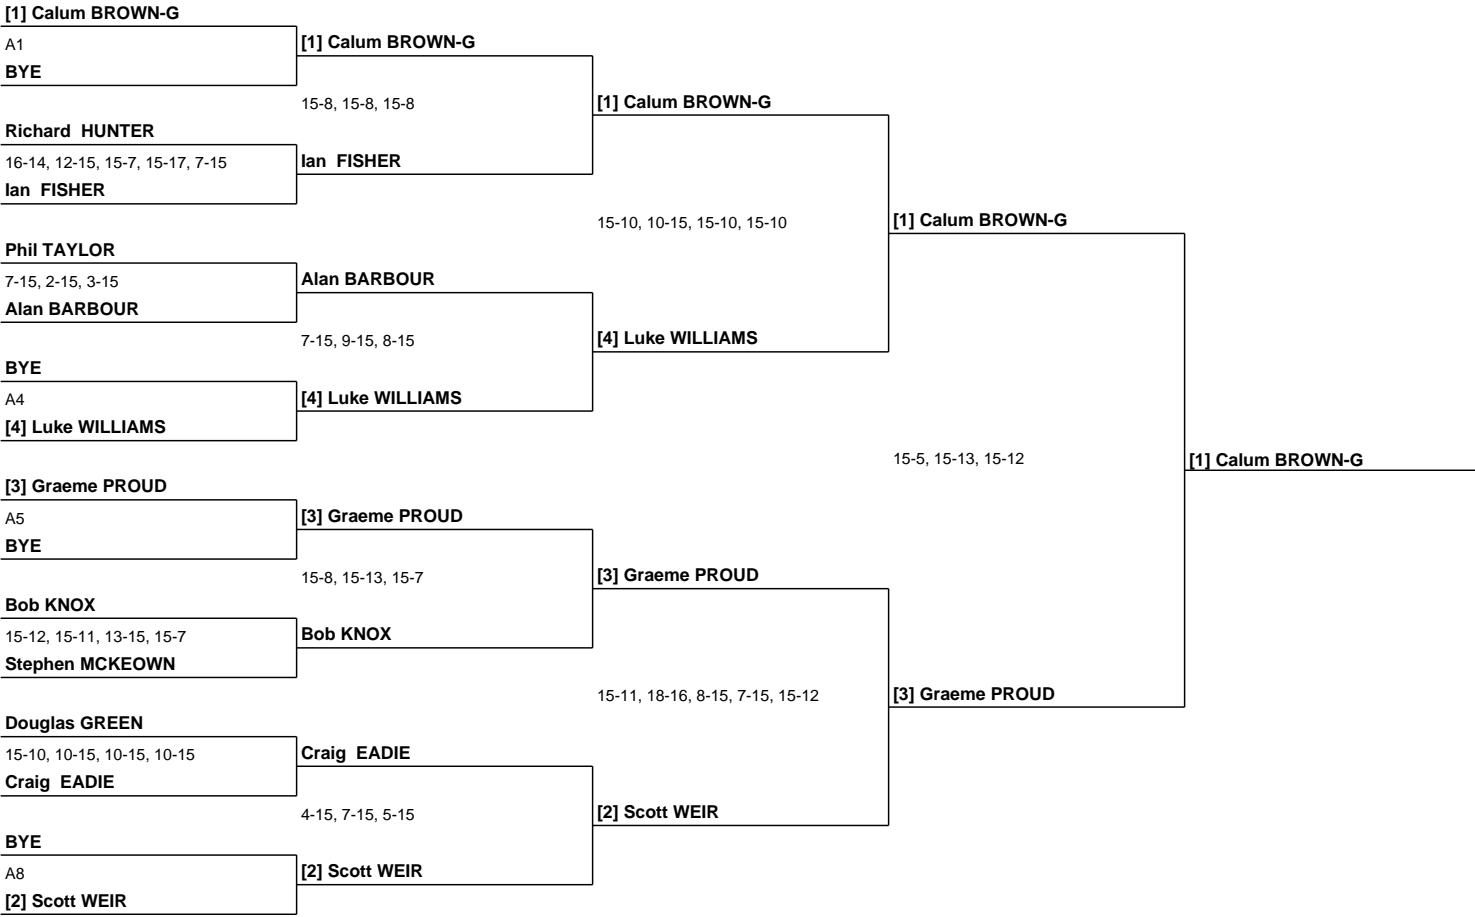 [1] Calum BROWN-G
A1
BYE
Richard HUNTER
16-14, 12-15, 15-7, 15-17, 7-15
Ian FISHER
Phil TAYLOR
7-15, 2-15, 3-15
Alan BARBOUR
BYE
A4
[4] Luke WILLIAMS
[3] Graeme PROUD
A5
BYE
Bob KNOX
15-12, 15-11, 13-15, 15-7
Stephen MCKEOWN
Douglas GREEN
15-10, 10-15, 10-15, 10-15
Craig EADIE
BYE
A8
[2] Scott WEIR
[1] Calum BROWN-G
15-8, 15-8, 15-8
Ian FISHER
Alan BARBOUR
7-15, 9-15, 8-15
[4] Luke WILLIAMS
[3] Graeme PROUD
15-8, 15-13, 15-7
Bob KNOX
Craig EADIE
4-15, 7-15, 5-15
[2] Scott WEIR
[1] Calum BROWN-G
15-10, 10-15, 15-10, 15-10
[4] Luke WILLIAMS
[3] Graeme PROUD
15-11, 18-16, 8-15, 7-15, 15-12
[2] Scott WEIR
[1] Calum BROWN-G
15-5, 15-13, 15-12
[3] Graeme PROUD
[1] Calum BROWN-G